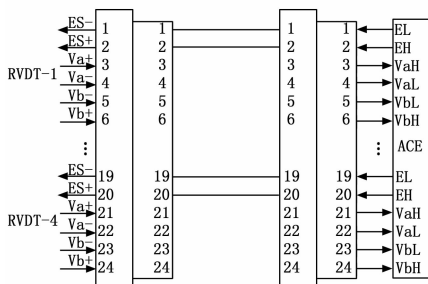 ES- 1 1 1 1 EL
ES+ 2 2 2 2 EH
Va+ 3 3 3 3 VaH
RVDT-1
Va- 4 4 4 4 VaL
Vb- 5 5 5 5 VbL
Vb+ 6 6 6 6 VbH
⋮ ⋮ ⋮ ACE
ES- 19 19 19 19 EL
ES+ 20 20 20 20 EH
Va+ 21 21 21 21 VaH
RVDT-4
Va- 22 22 22 22 VaL
Vb- 23 23 23 23 VbL
Vb+ 24 24 24 24 VbH